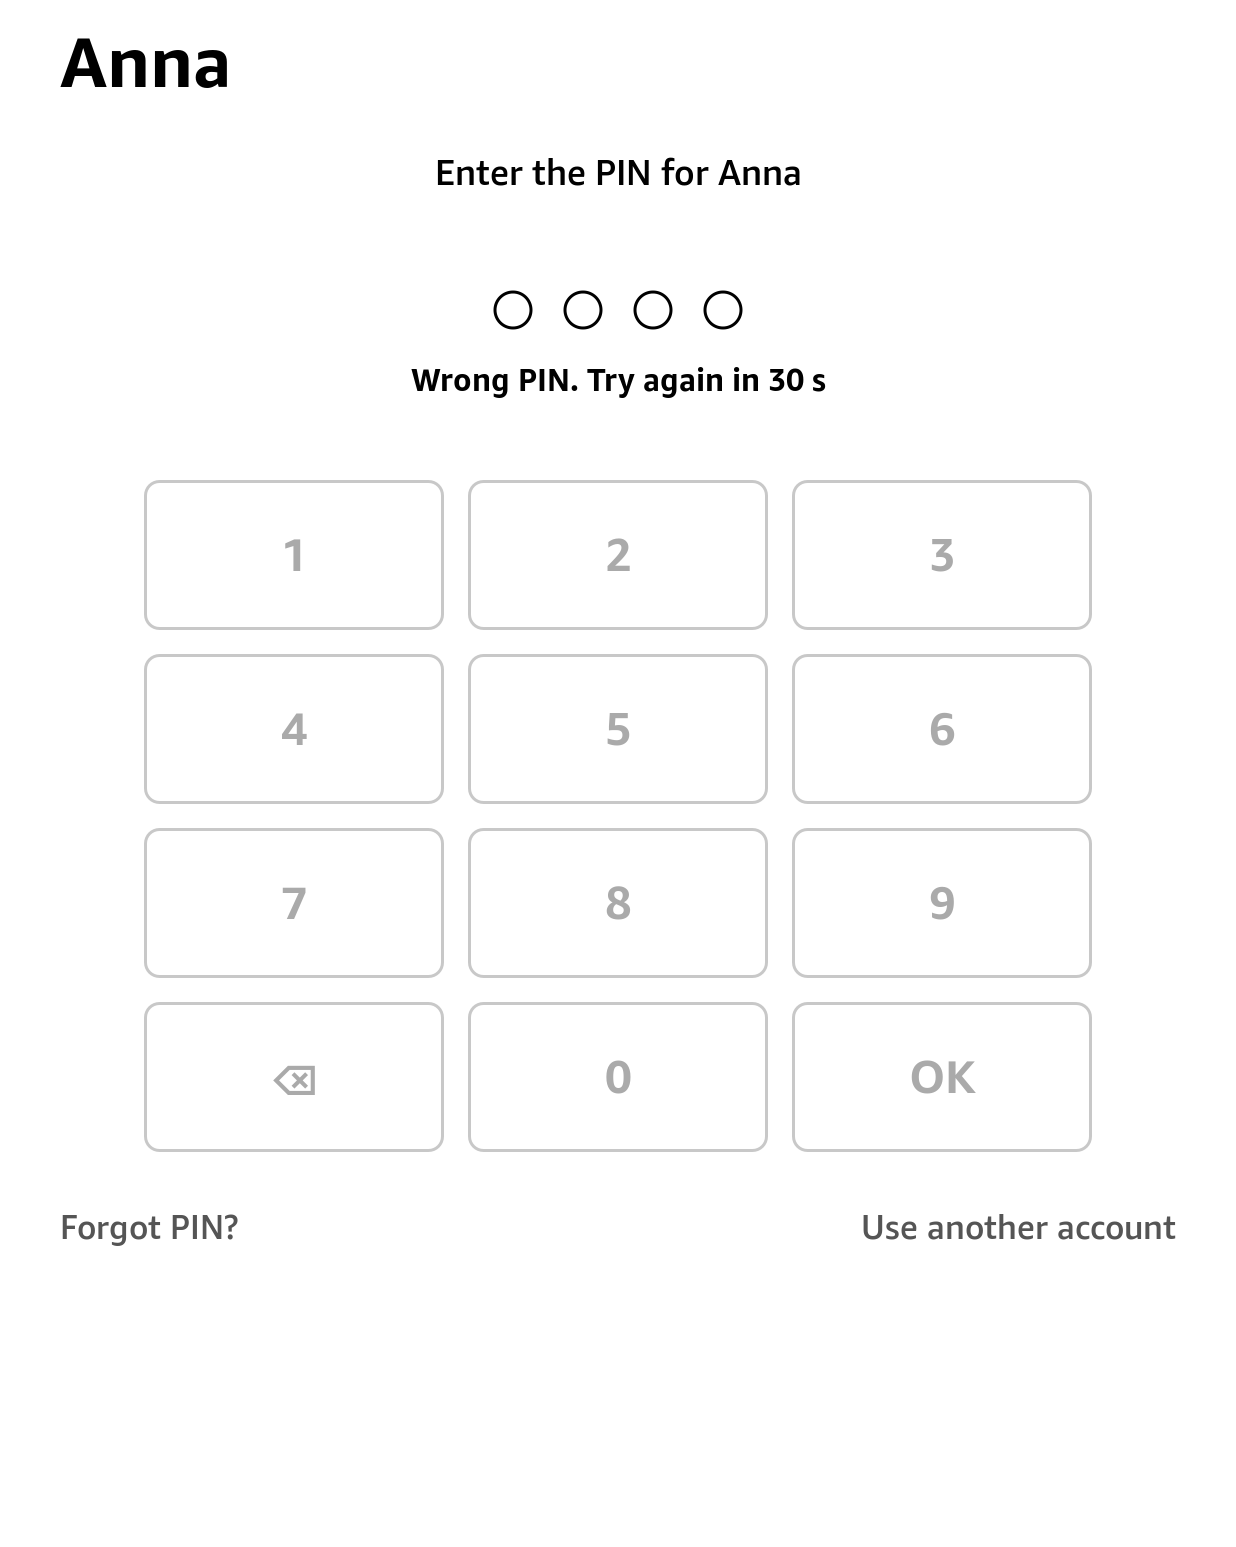 Anna
Enter the PIN for Anna
Wrong PIN. Try again in 30 s
1 2 3
4 5 6
7 8 9
0 OK
Forgot PIN? Use another account